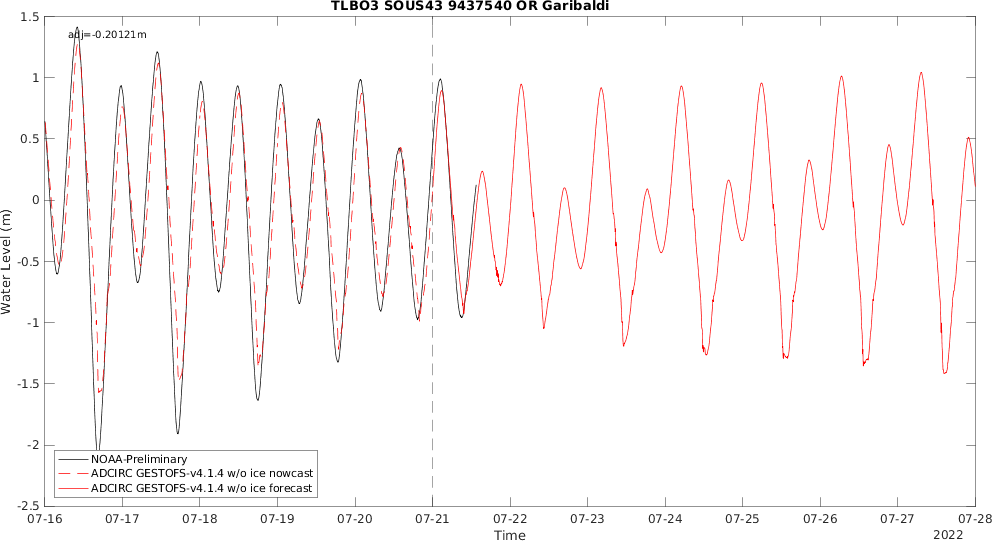 TLBO3 SOUS43 9437540 OR Garibaldi
adj=-0.20121m
1.5
1
0.5
0
-0.5
-1
-1.5
-2
-2.5
Water Level (m)
NOAA-Preliminary
ADCIRC GESTOFS-v4.1.4 w/o ice nowcast
ADCIRC GESTOFS-v4.1.4 w/o ice forecast
07-16 07-17 07-18 07-19 07-20 07-21 07-22 07-23 07-24 07-25 07-26 07-27 07-28
Time
2022